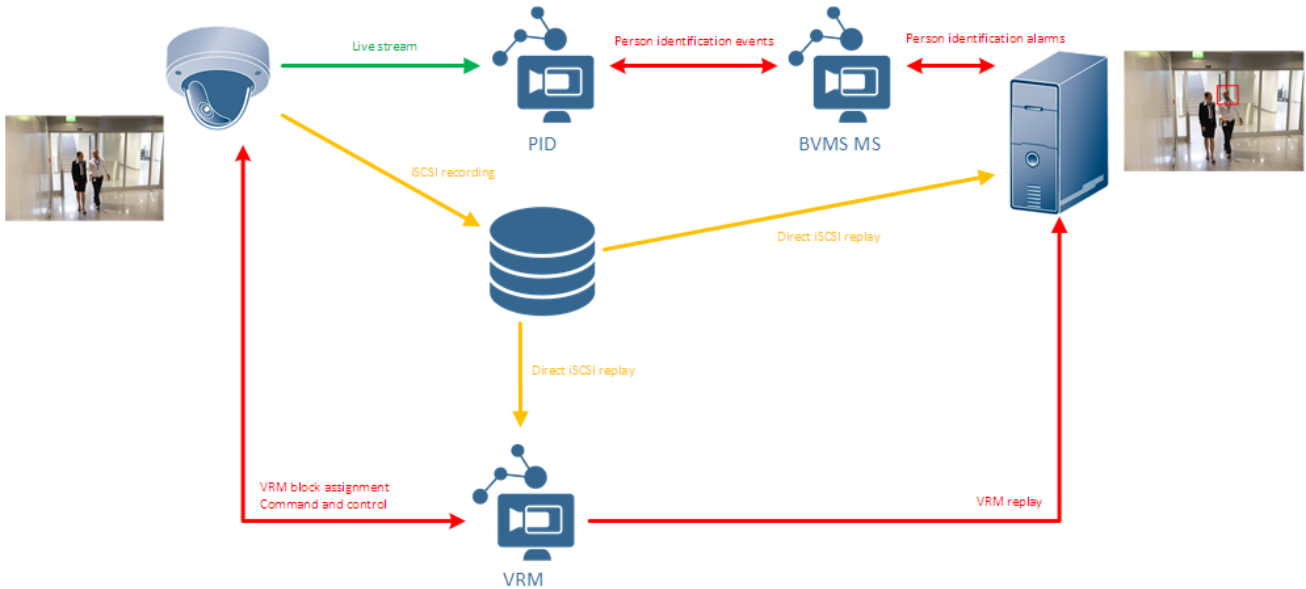 Live stream
Person identification events
Person identification alarms
PID
BVMS MS
iSCSI recording
Direct iSCSI replay
Direct iSCSI replay
VRM block assignment
Command and control
VRM replay
VRM